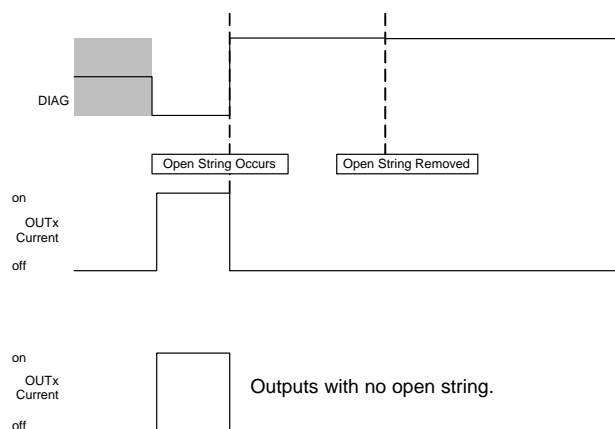 DIAG
Open String Occurs
Open String Removed
on
OUTx
Current
off
on
OUTx
Current
off
Outputs with no open string.